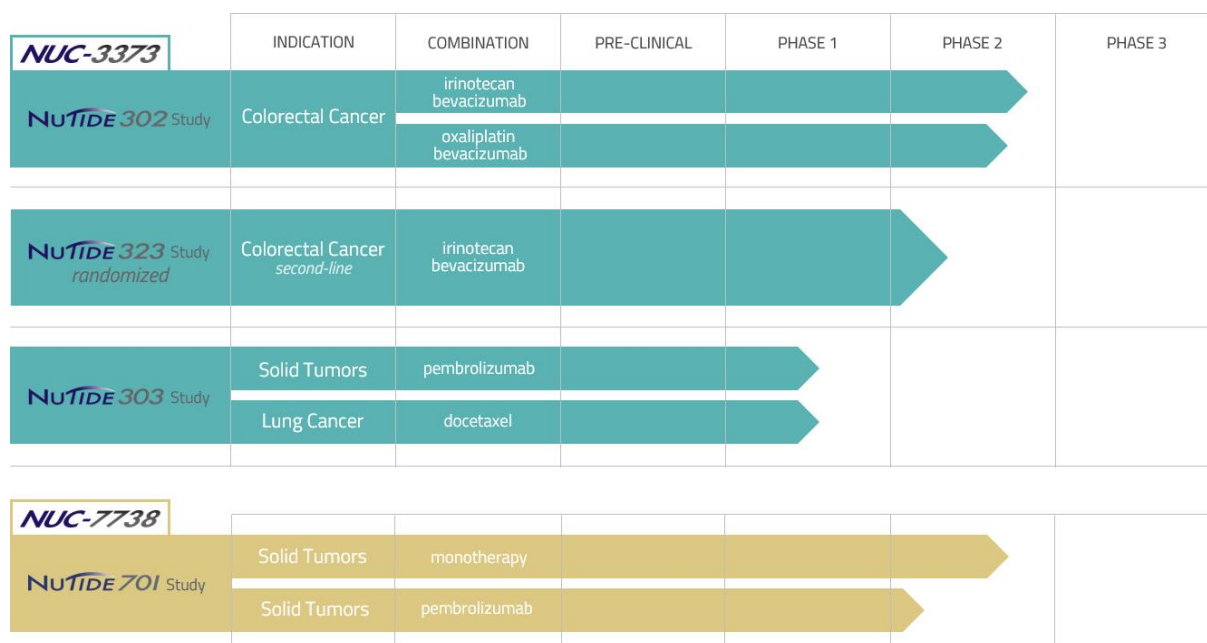 INDICATION COMBINATION PRE-CLINICAL PHASE 1 PHASE 2 PHASE 3
NUC-3373
NUTIDE 302 Study
Colorectal Cancer
irinotecan
bevacizumab
oxaliplatin
bevacizumab
NUTIDE 323 Study
randomized
Colorectal Cancer
second-line
irinotecan
bevacizumab
NUTIDE 303 Study
Solid Tumors pembrolizumab
Lung Cancer docetaxel
NUC-7738
NUTIDE 701 Study
Solid Tumors monotherapy
Solid Tumors pembrolizumab